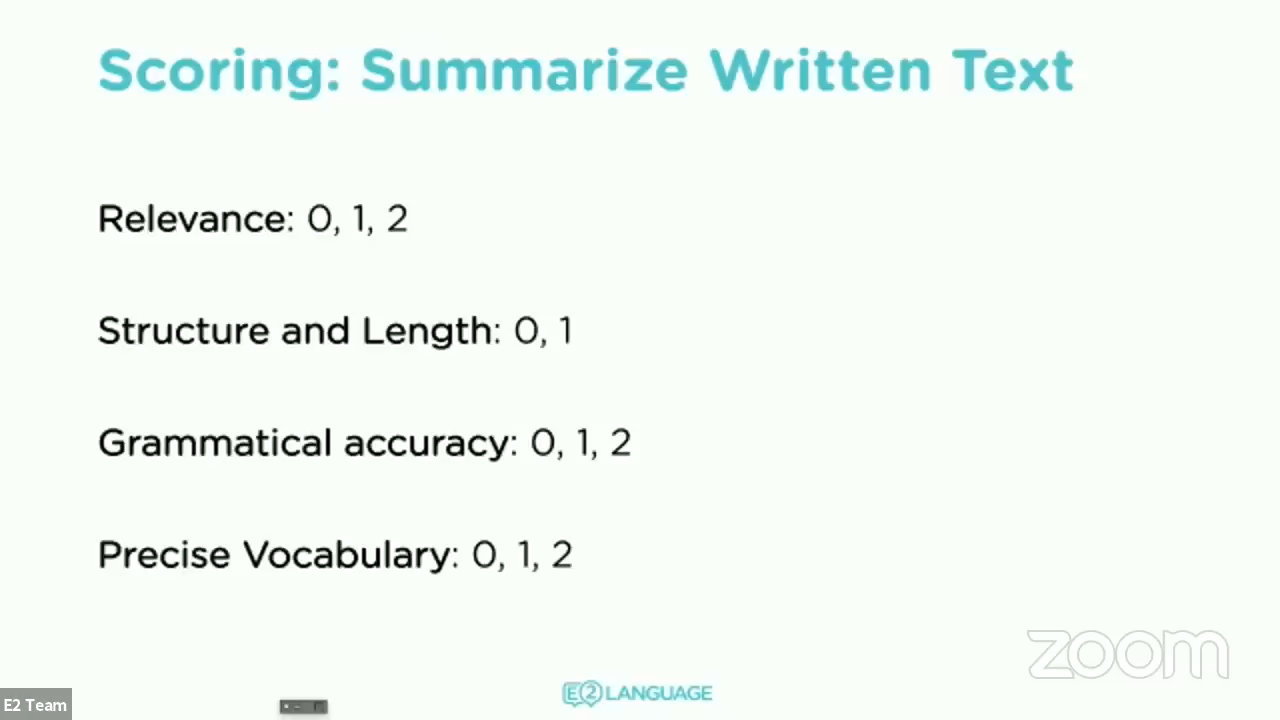 Scoring: Summarize Written Text
Relevance: 0, 1, 2
Structure and Length: 0, 1
Grammatical accuracy: 0, 1, 2
Precise Vocabulary: 0, 1, 2
zoom
E2 LANGUAGE
E2 Team